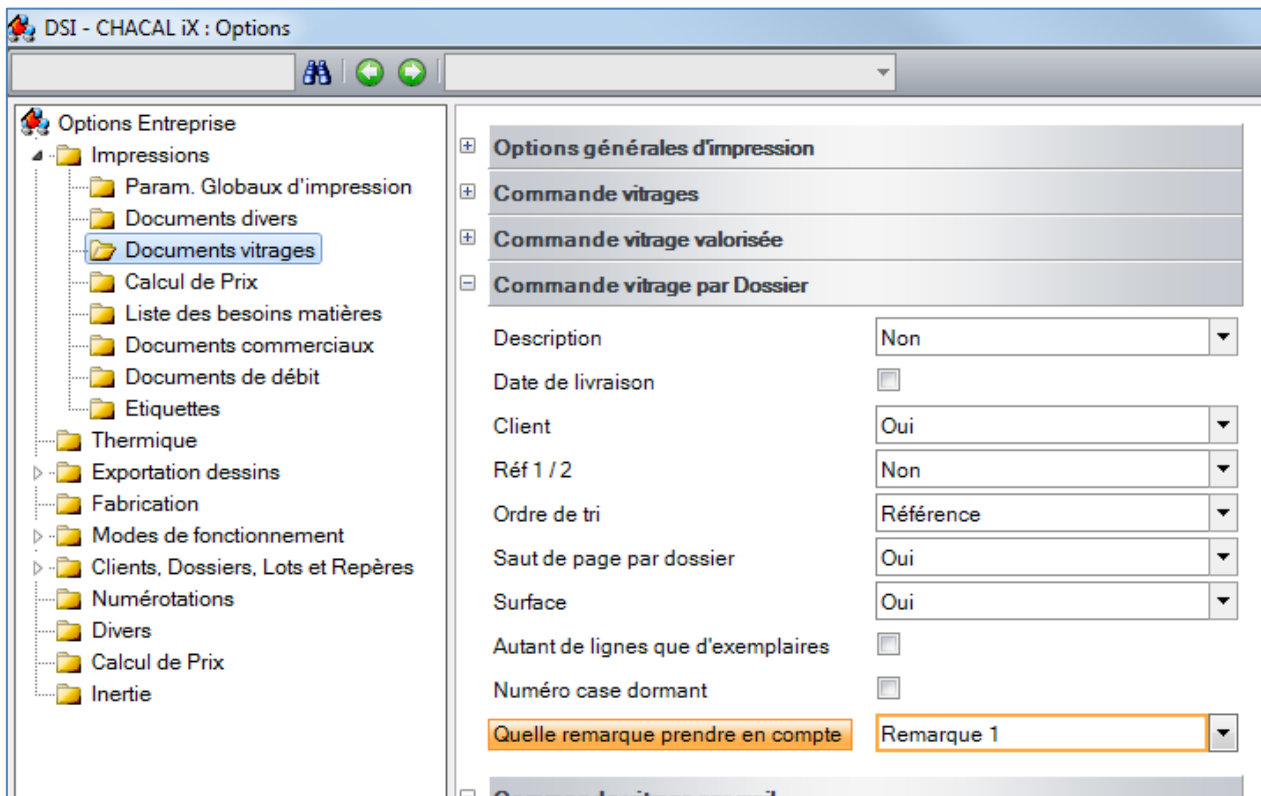 DSI - CHACAL iX : Options
Options Entreprise
Impressions
Param. Globaux d'impression
Documents divers
Documents vitrages
Calcul de Prix
Liste des besoins matières
Documents commerciaux
Documents de débit
Etiquettes
Thermique
Exportation dessins
Fabrication
Modes de fonctionnement
Clients, Dossiers, Lots et Repères
Numérotations
Divers
Calcul de Prix
Inertie
Options générales d'impression
Commande vitrages
Commande vitrage valorisée
Commande vitrage par Dossier
Description Non
Date de livraison
Client Oui
Réf 1 / 2 Non
Ordre de tri Référence
Saut de page par dossier Oui
Surface Oui
Autant de lignes que d'exemplaires
Numéro case dormant
Quelle remarque prendre en compte Remarque 1